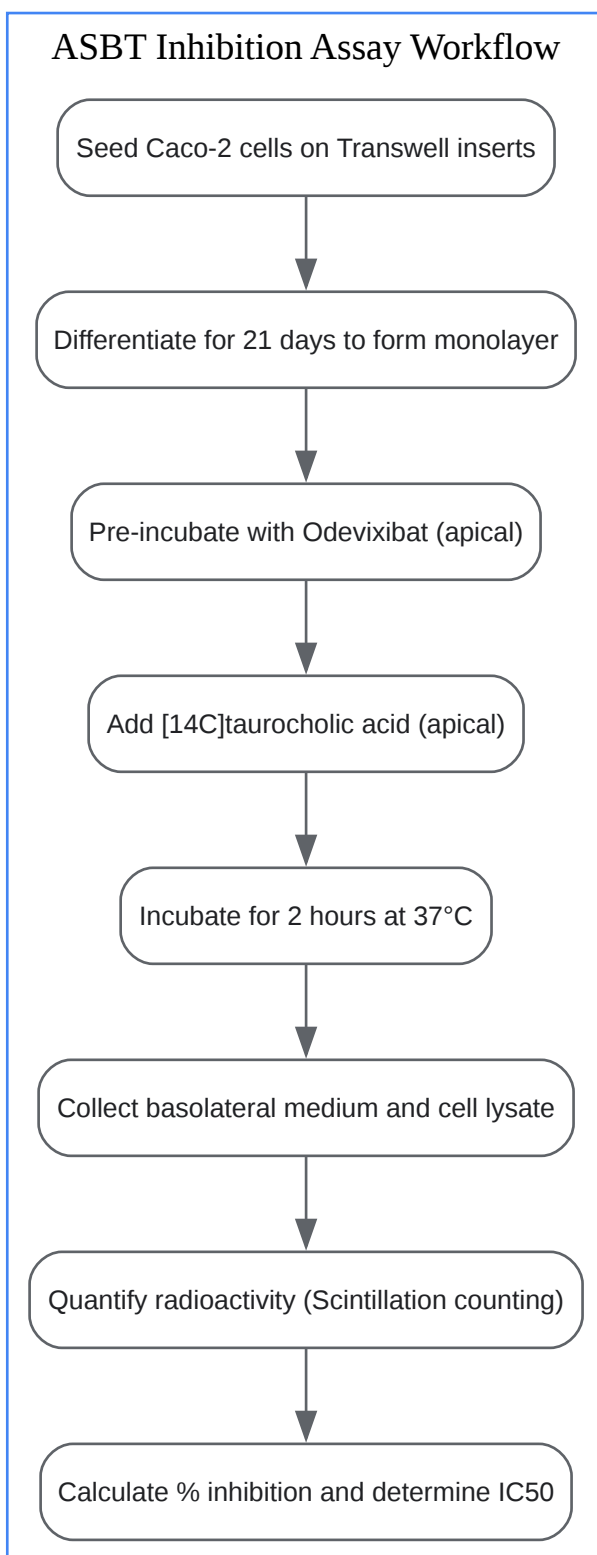 ASBT Inhibition Assay Workflow
Seed Caco-2 cells on Transwell inserts
Differentiate for 21 days to form monolayer
Pre-incubate with Odevixibat (apical)
Add [14C]taurocholic acid (apical)
Incubate for 2 hours at 37°C
Collect basolateral medium and cell lysate
Quantify radioactivity (Scintillation counting)
Calculate % inhibition and determine IC50